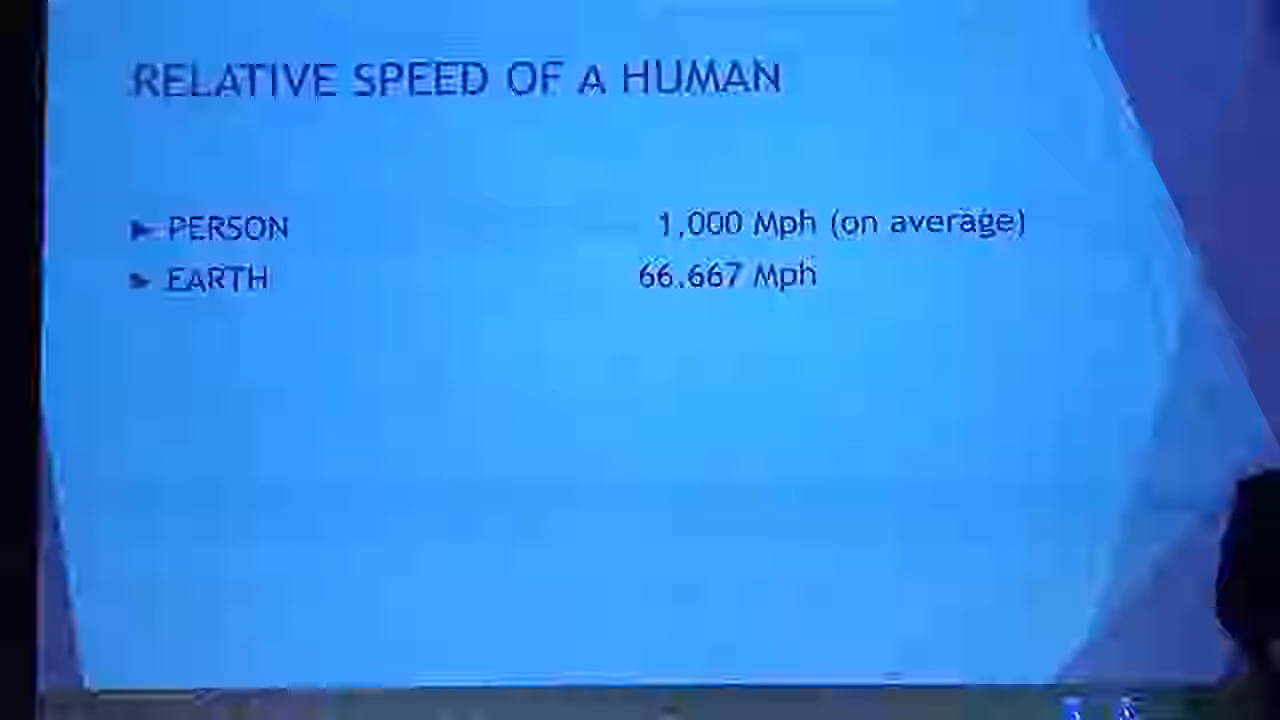 RELATIVE SPEED OF A HUMAN
► PERSON 1,000 Mph (on average)
► EARTH 66,667 Mph